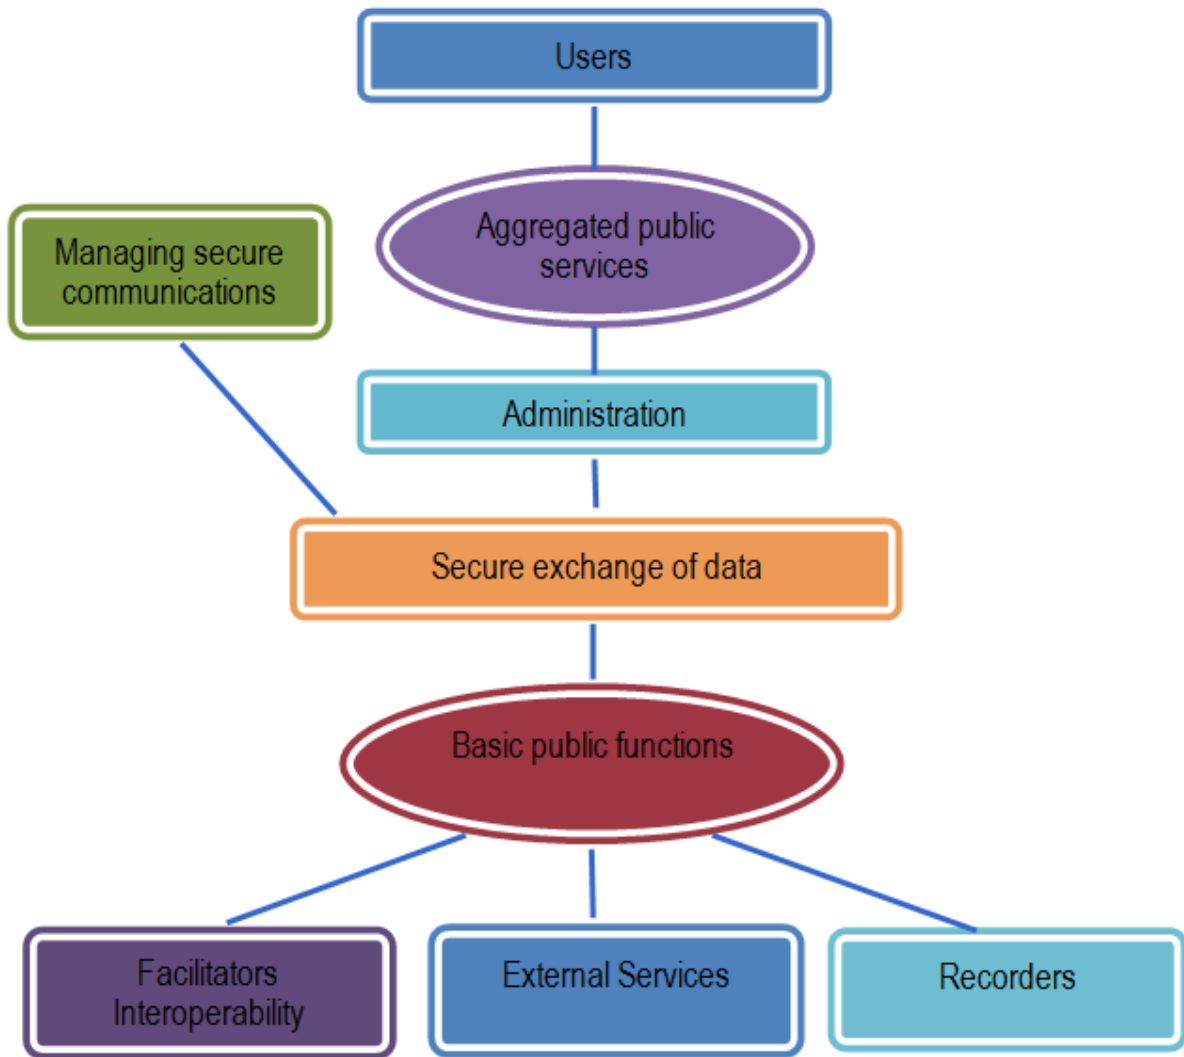 Users
Aggregated public
services
Managing secure
communications
Administration
Secure exchange of data
Basic public functions
Facilitators
Interoperability
External Services
Recorders